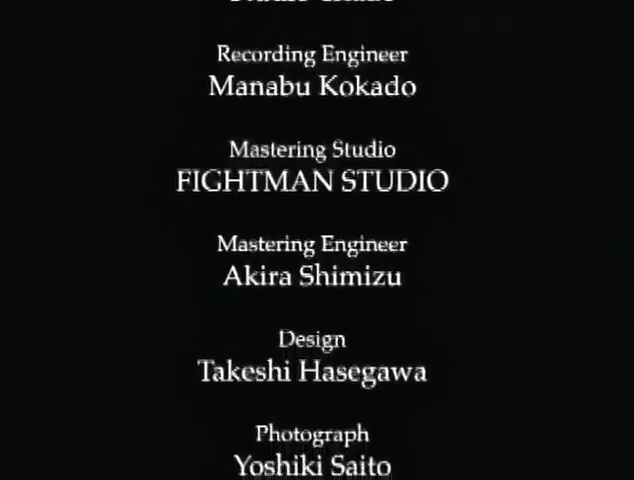 Recording Engineer
Manabu Kokado
Mastering Studio
FIGHTMAN STUDIO
Mastering Engineer
Akira Shimizu
Design
Takeshi Hasegawa
Photograph
Yoshiki Saito